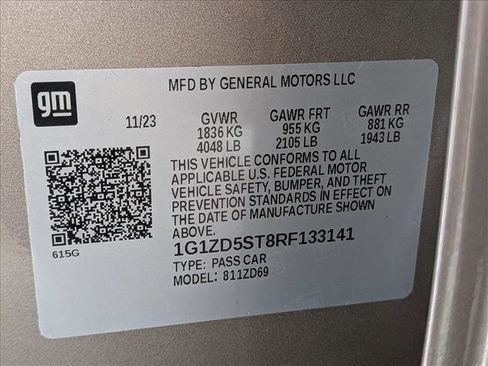 MFD BY GENERAL MOTORS LLC
gm
11/23 GVWR GAWR FRT GAWR RR
1836 KG 955 KG 881 KG
4048 LB 2105 LB 1943 LB
THIS VEHICLE CONFORMS TO ALL
APPLICABLE U.S. FEDERAL MOTOR
VEHICLE SAFETY, BUMPER, AND THEFT
PREVENTION STANDARDS IN EFFECT ON
THE DATE OF MANUFACTURE SHOWN
ABOVE.
615G
1G1ZD5ST8RF133141
TYPE: PASS CAR
MODEL: 811ZD69